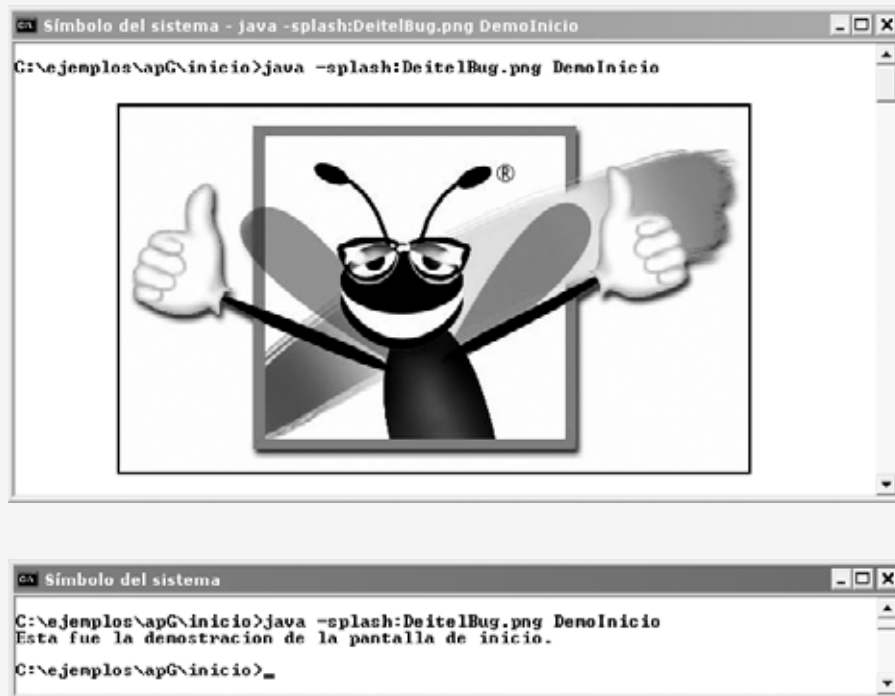 Símbolo del sistema - java -splash:DeitelBug.png DemoInicio
C:\ejemplos\apG\inicio>java -splash:DeitelBug.png DemoInicio
®
Símbolo del sistema
C:\ejemplos\apG\inicio>java -splash:DeitelBug.png DemoInicio
Esta fue la demostracion de la pantalla de inicio.
C:\ejemplos\apG\inicio>_